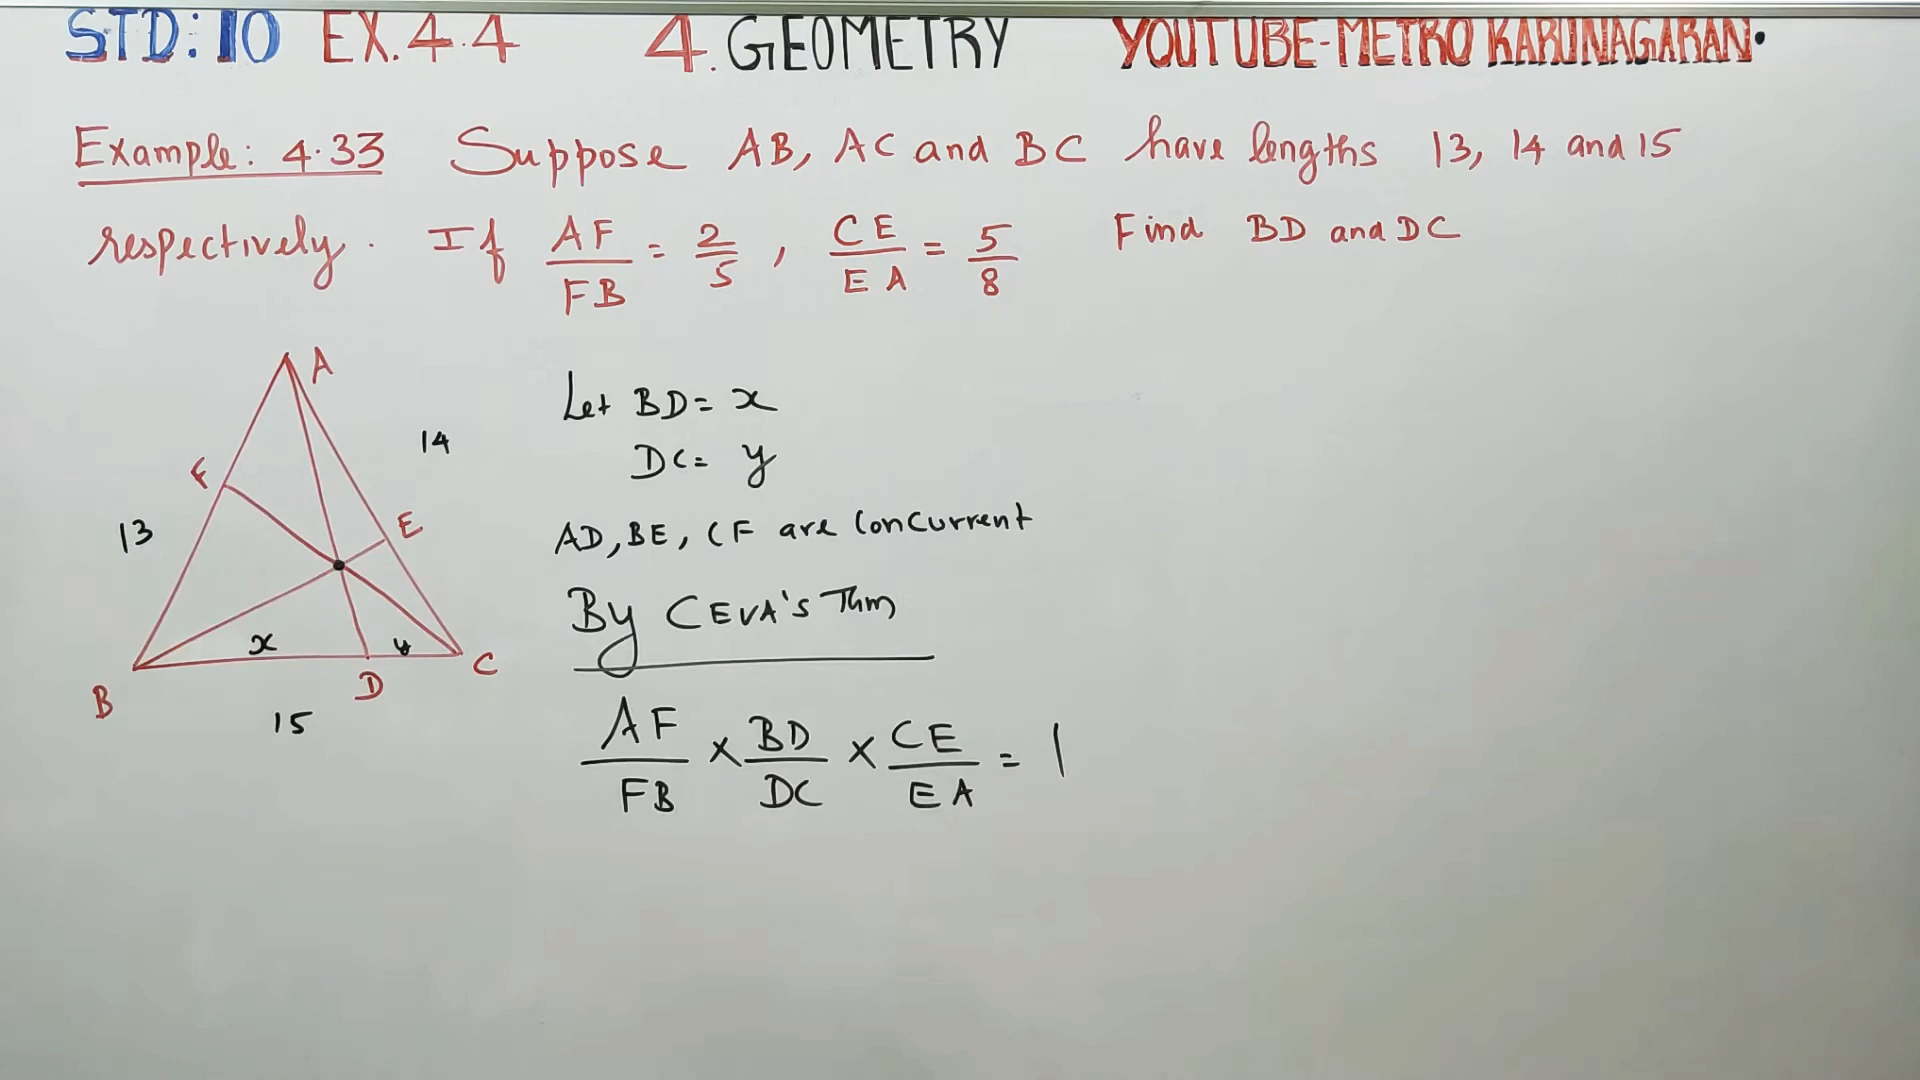 STD: 10 EX.4.4 4. GEOMETRY YOUTUBE-METRO KARUNAGARAN.
Example: 4.33 Suppose AB, AC and BC have lengths 13, 14 and 15
respectively. If AF/FB = 2/5, CE/EA = 5/8 Find BD and DC
A
14
F
E
13
x
y
B
D
C
15
Let BD = x
DC = y
AD, BE, CF are Concurrent
By CEVA's Thm
AF/FB × BD/DC × CE/EA = 1